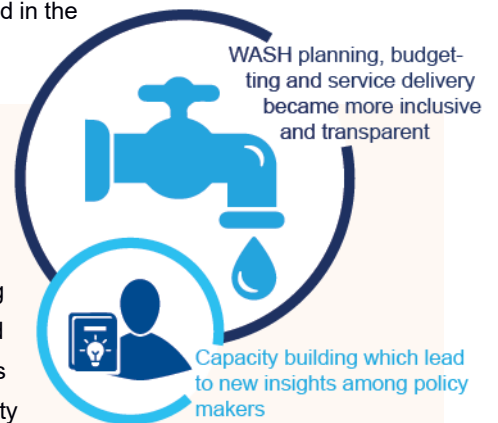 d in the
WASH planning, budget-
ting and service delivery
became more inclusive
and transparent
g
d
s
ty
Capacity building which lead
to new insights among policy
makers